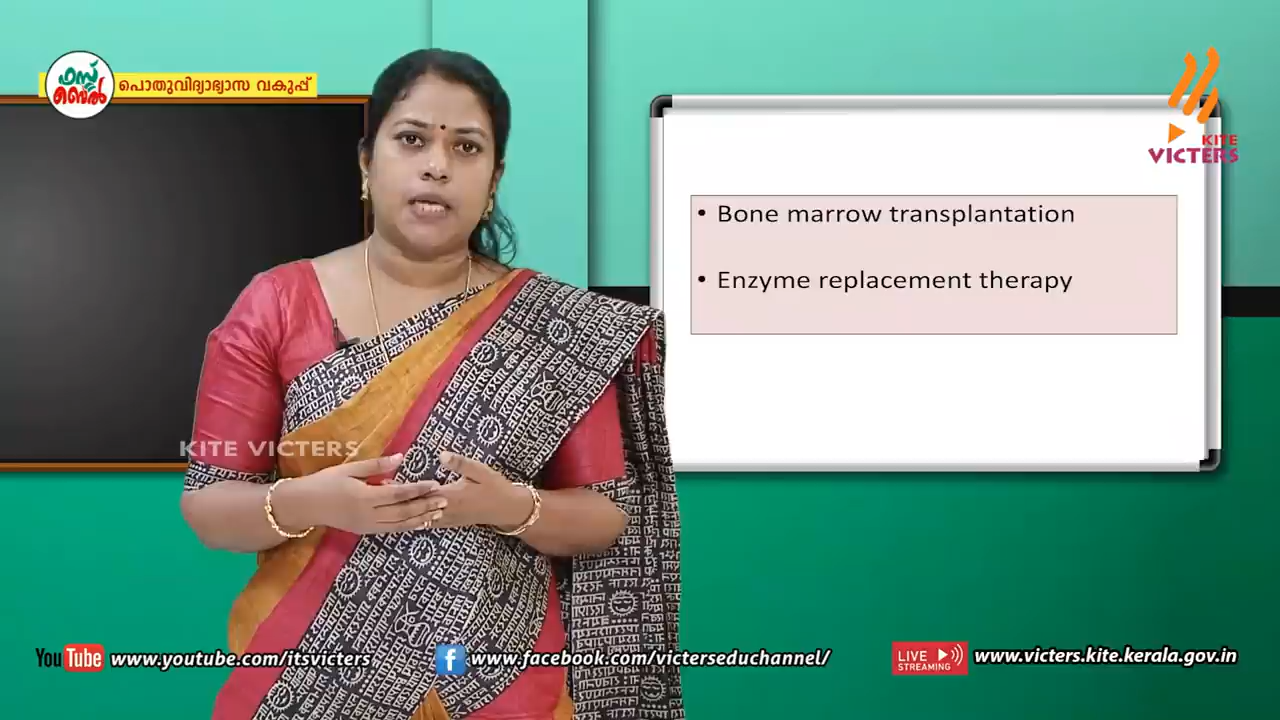 ഫസ്റ്റ്
ബെൽ
പൊതുവിദ്യാഭ്യാസ വകുപ്പ്
KITE
VICTERS
• Bone marrow transplantation
• Enzyme replacement therapy
KITE VICTERS
YouTube www.youtube.com/itsvicters
f www.facebook.com/victerseduchannel/
LIVE
STREAMING
www.victers.kite.kerala.gov.in